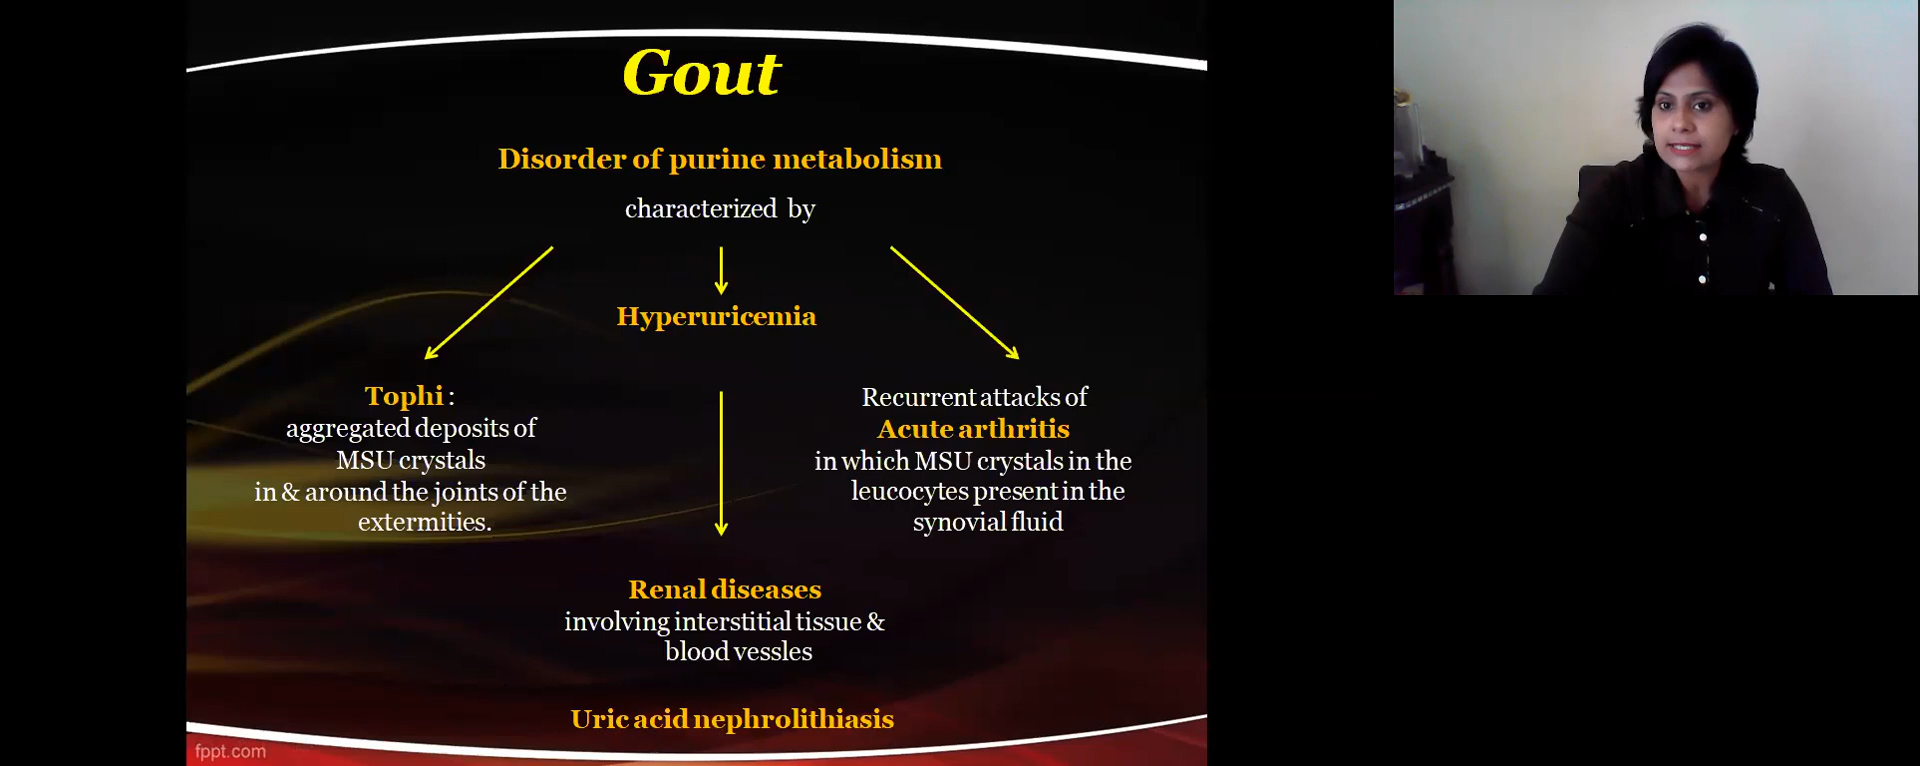 Gout
Disorder of purine metabolism
characterized by
Hyperuricemia
Tophi :
aggregated deposits of
MSU crystals
in & around the joints of the
extermities.
Recurrent attacks of
Acute arthritis
in which MSU crystals in the
leucocytes present in the
synovial fluid
Renal diseases
involving interstitial tissue &
blood vessles
Uric acid nephrolithiasis
fppt.com